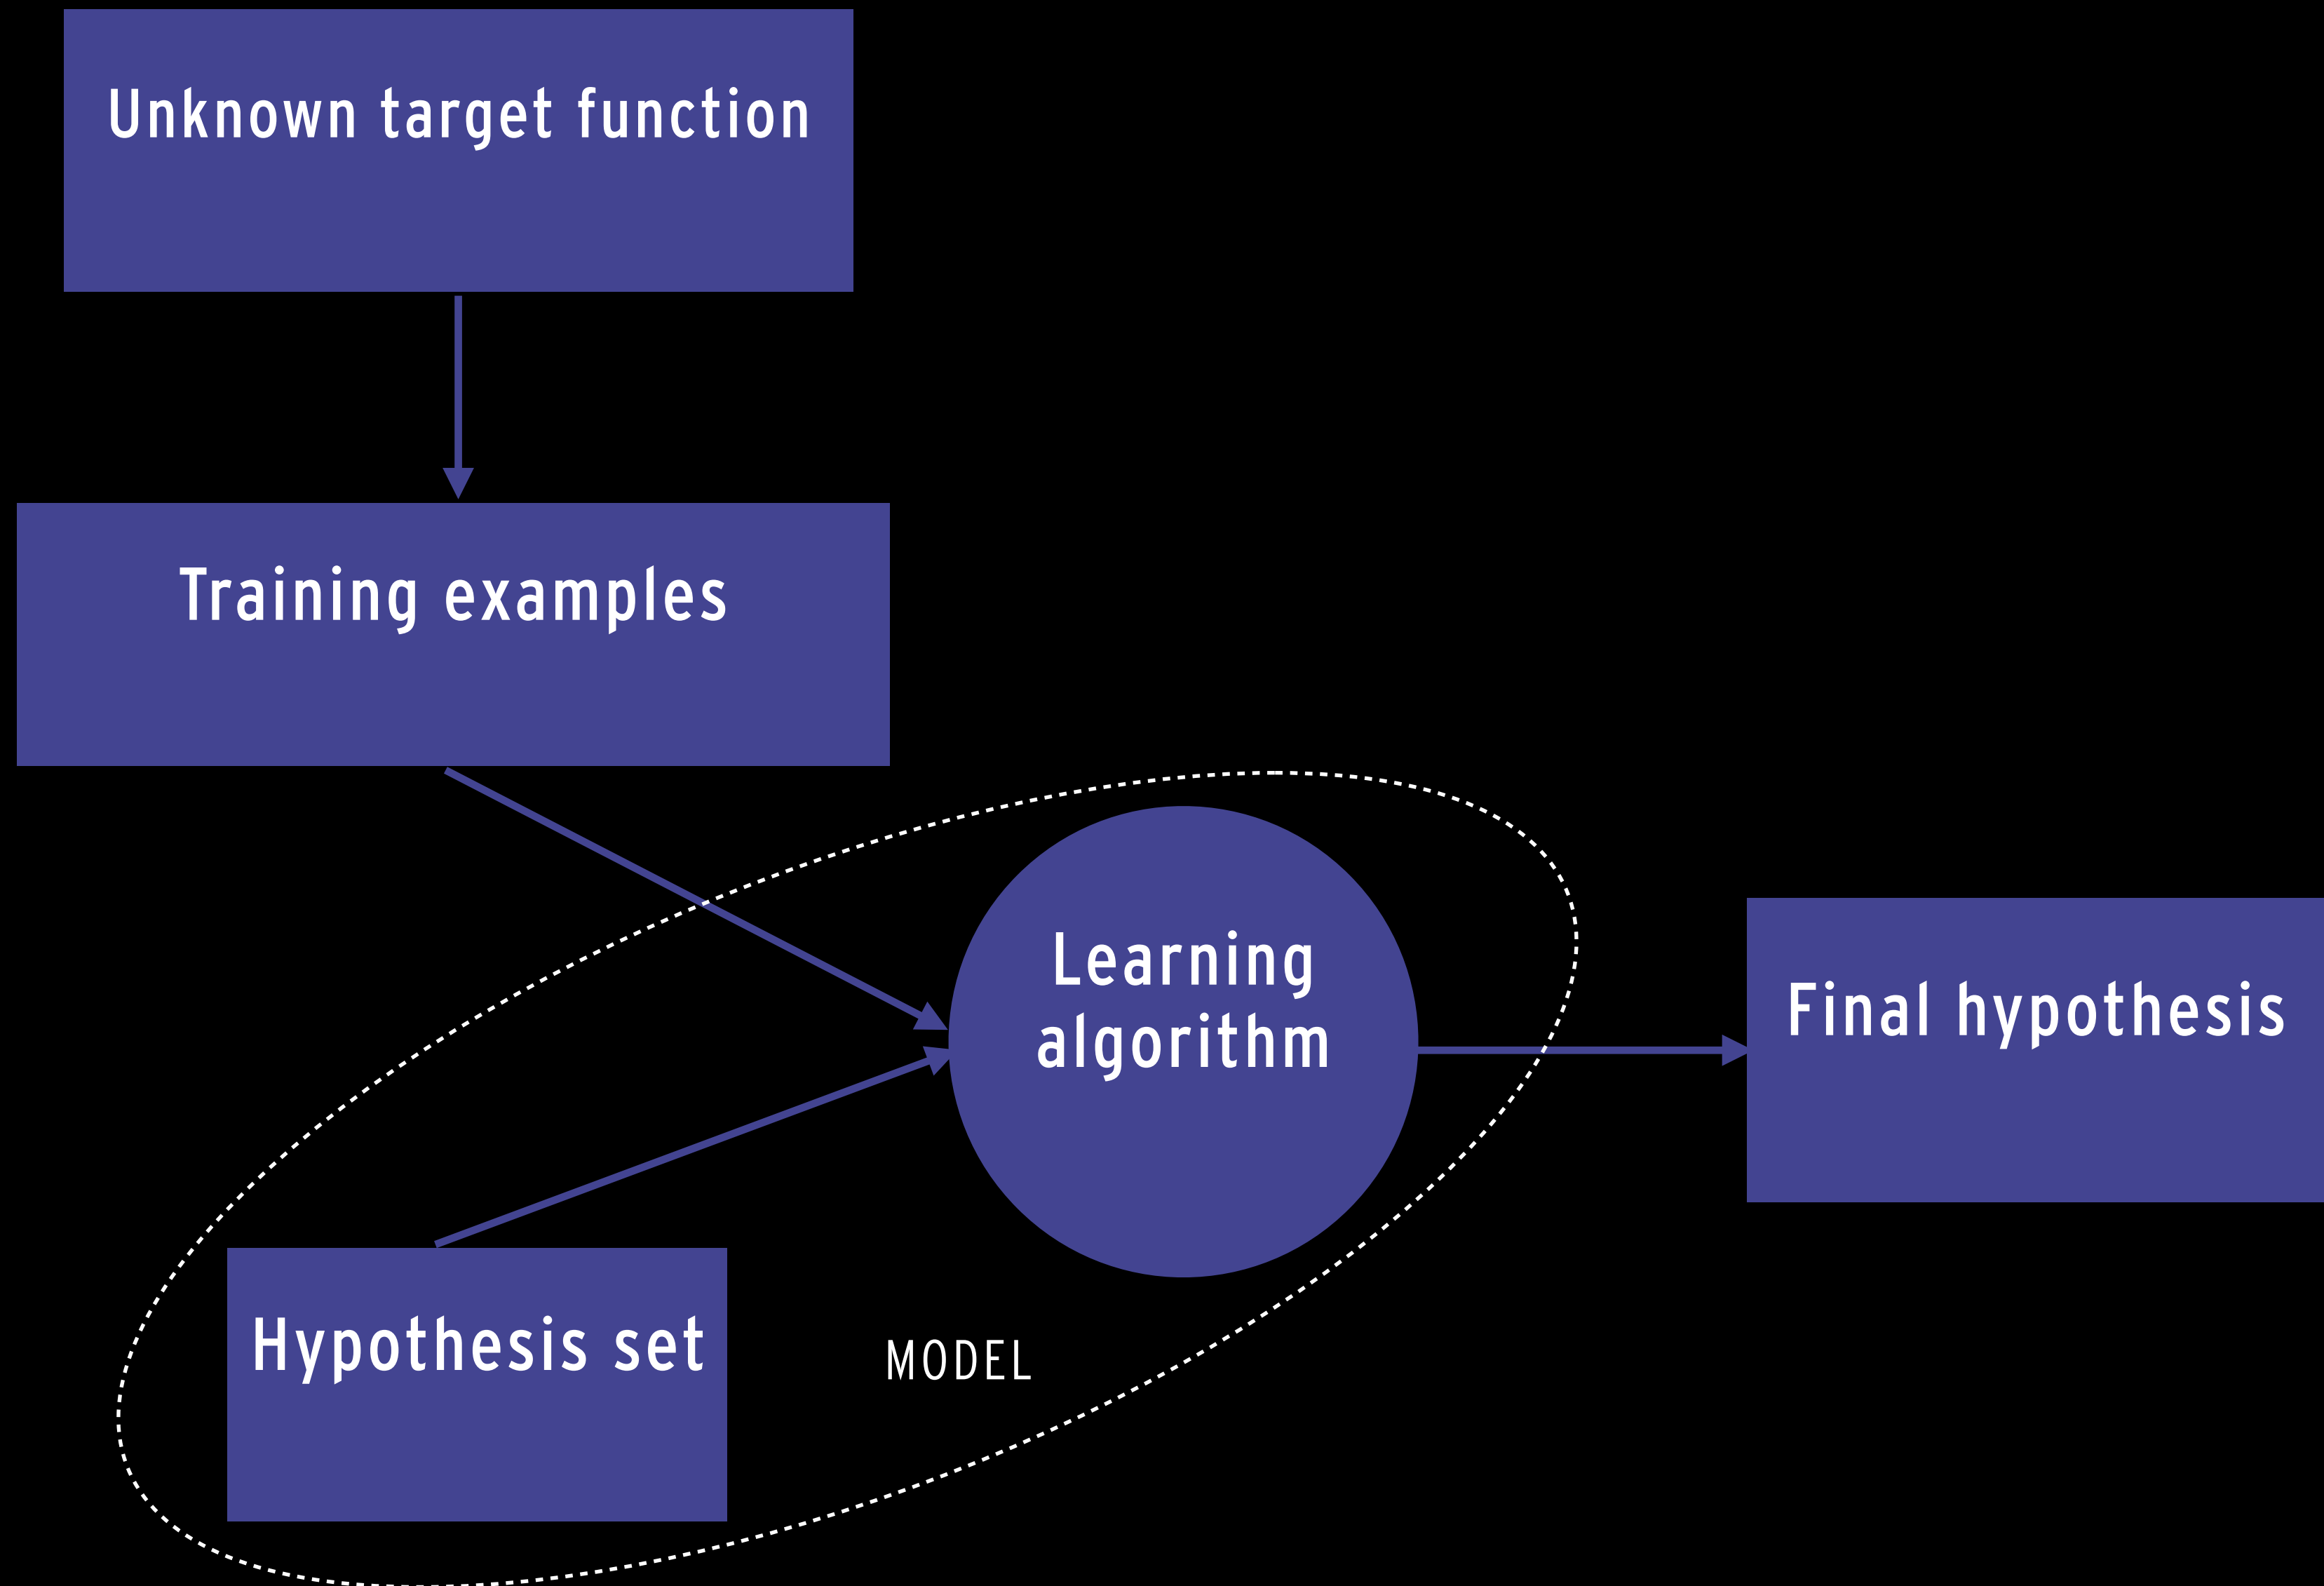 Unknown target function
Training examples
Learning
algorithm
Final hypothesis
Hypothesis set
MODEL